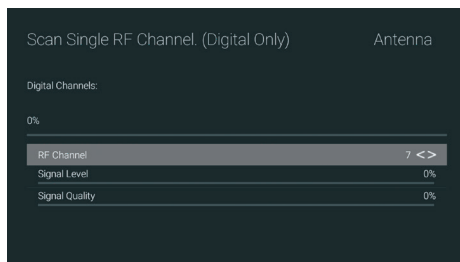 Scan Single RF Channel. (Digital Only) Antenna
Digital Channels:
0%
RF Channel 7 <>
Signal Level 0%
Signal Quality 0%